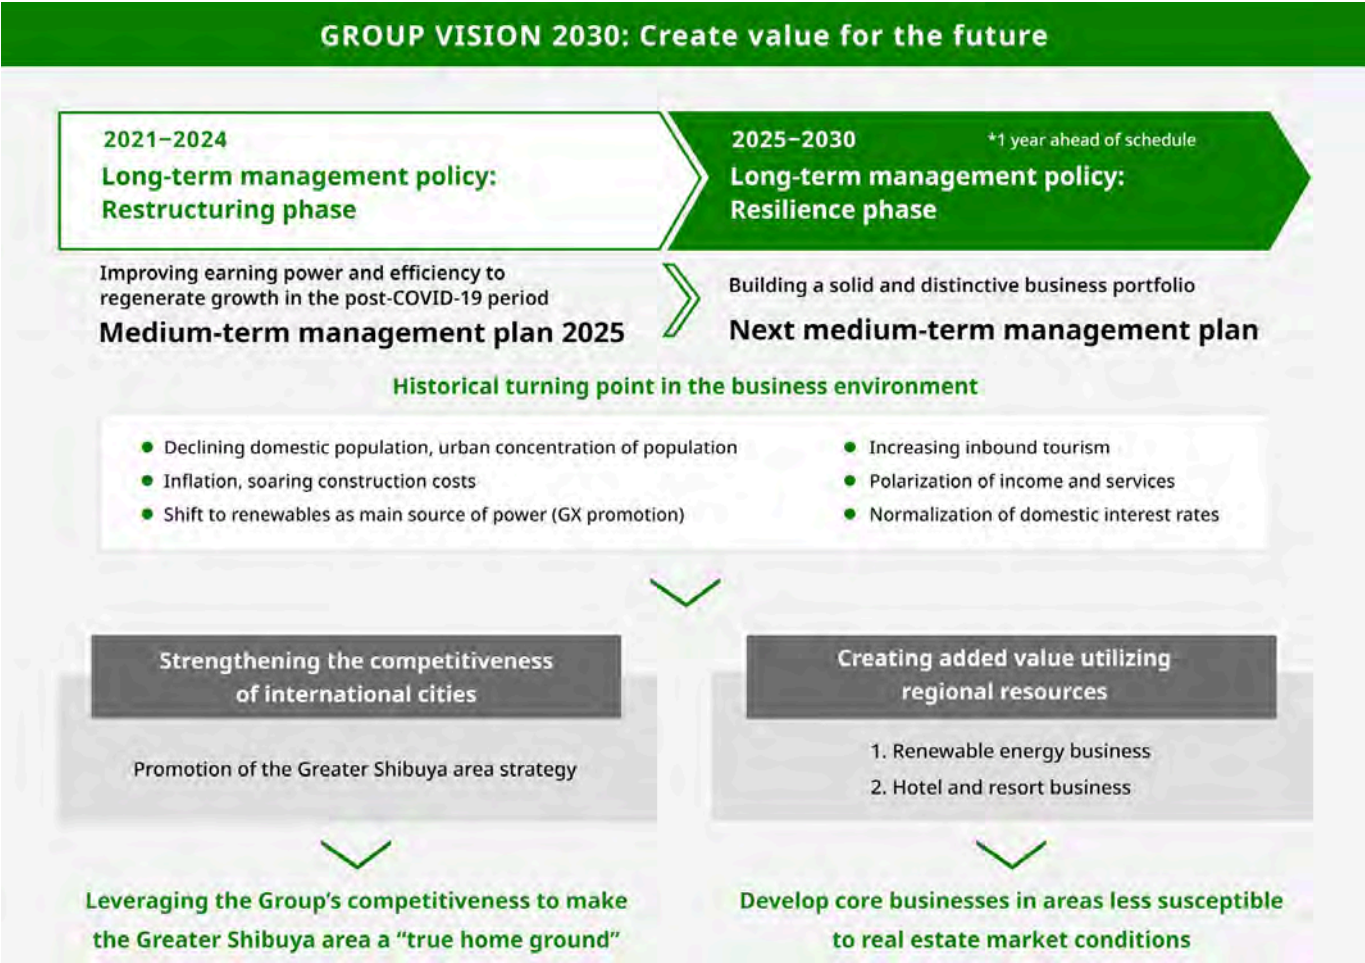 GROUP VISION 2030: Create value for the future
2021–2024
Long-term management policy:
Restructuring phase
2025–2030
*1 year ahead of schedule
Long-term management policy:
Resilience phase
Improving earning power and efficiency to
regenerate growth in the post-COVID-19 period
Medium-term management plan 2025
Building a solid and distinctive business portfolio
Next medium-term management plan
Historical turning point in the business environment
● Declining domestic population, urban concentration of population
● Inflation, soaring construction costs
● Shift to renewables as main source of power (GX promotion)
● Increasing inbound tourism
● Polarization of income and services
● Normalization of domestic interest rates
Strengthening the competitiveness
of international cities
Promotion of the Greater Shibuya area strategy
Leveraging the Group’s competitiveness to make
the Greater Shibuya area a “true home ground”
Creating added value utilizing
regional resources
1. Renewable energy business
2. Hotel and resort business
Develop core businesses in areas less susceptible
to real estate market conditions